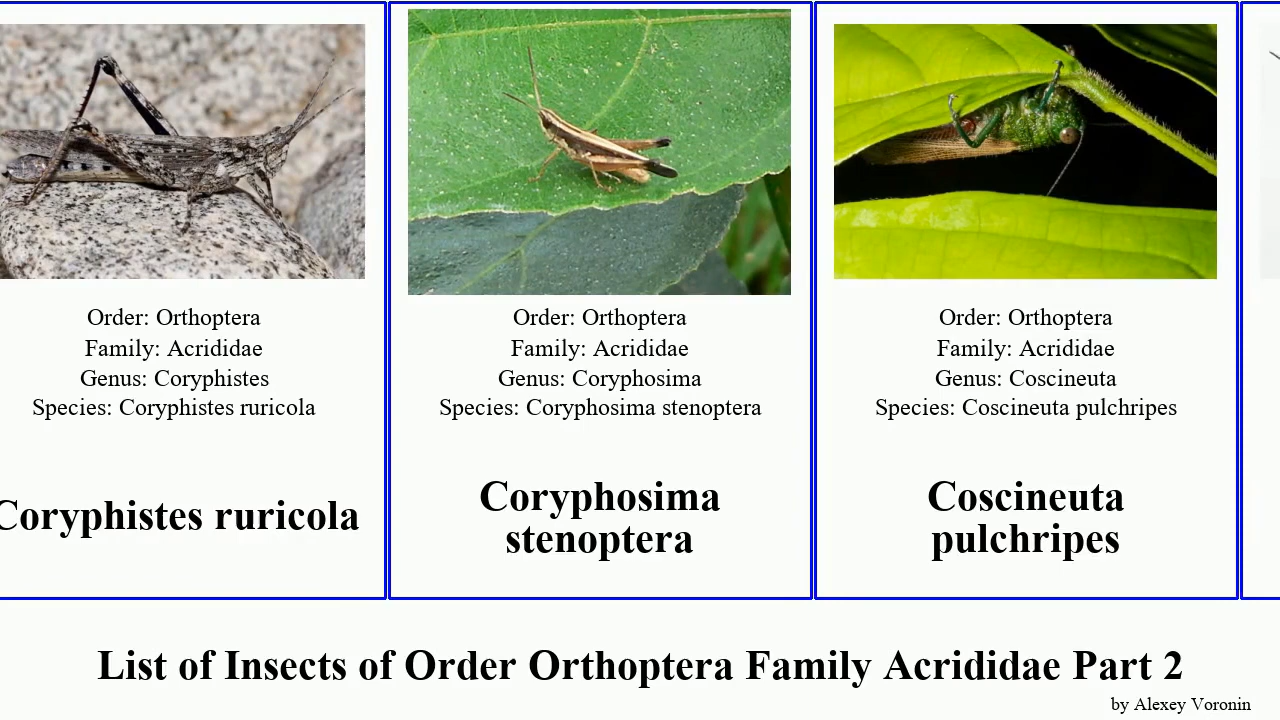 Order: Orthoptera
Family: Acrididae
Genus: Coryphistes
Species: Coryphistes ruricola
Coryphistes ruricola
Order: Orthoptera
Family: Acrididae
Genus: Coryphosima
Species: Coryphosima stenoptera
Coryphosima
stenoptera
Order: Orthoptera
Family: Acrididae
Genus: Coscineuta
Species: Coscineuta pulchripes
Coscineuta
pulchripes
List of Insects of Order Orthoptera Family Acrididae Part 2
by Alexey Voronin